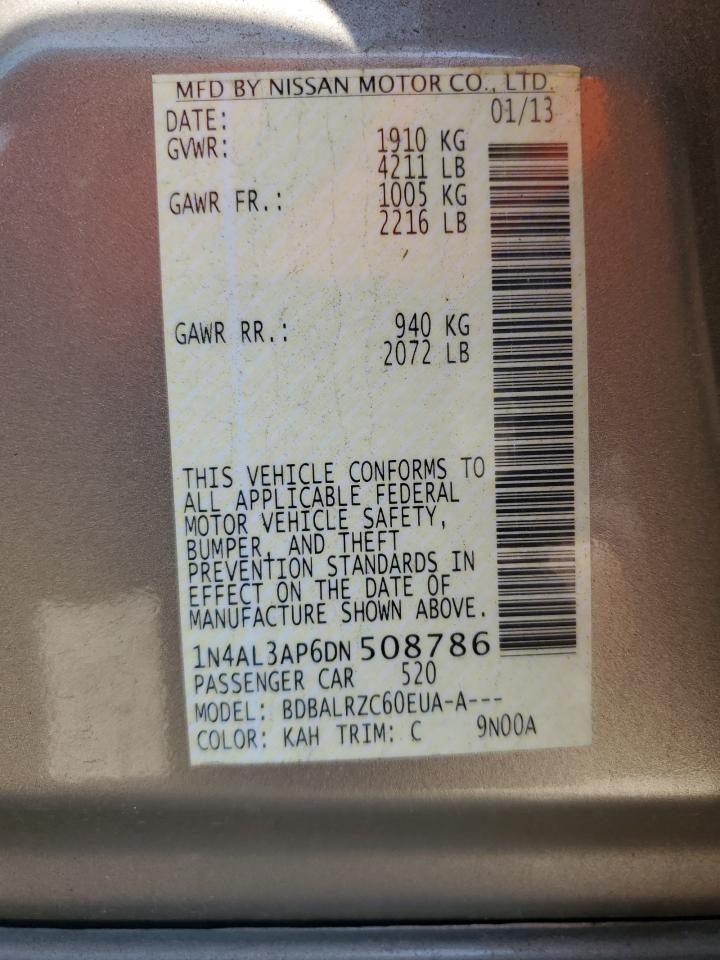 MFD BY NISSAN MOTOR CO., LTD.
DATE: 01/13
GVWR: 1910 KG
4211 LB
GAWR FR.: 1005 KG
2216 LB
GAWR RR.: 940 KG
2072 LB
THIS VEHICLE CONFORMS TO
ALL APPLICABLE FEDERAL
MOTOR VEHICLE SAFETY,
BUMPER, AND THEFT
PREVENTION STANDARDS IN
EFFECT ON THE DATE OF
MANUFACTURE SHOWN ABOVE.
1N4AL3AP6DN 508786
PASSENGER CAR 520
MODEL: BDBALRZC60EUA-A---
COLOR: KAH TRIM: C 9N00A